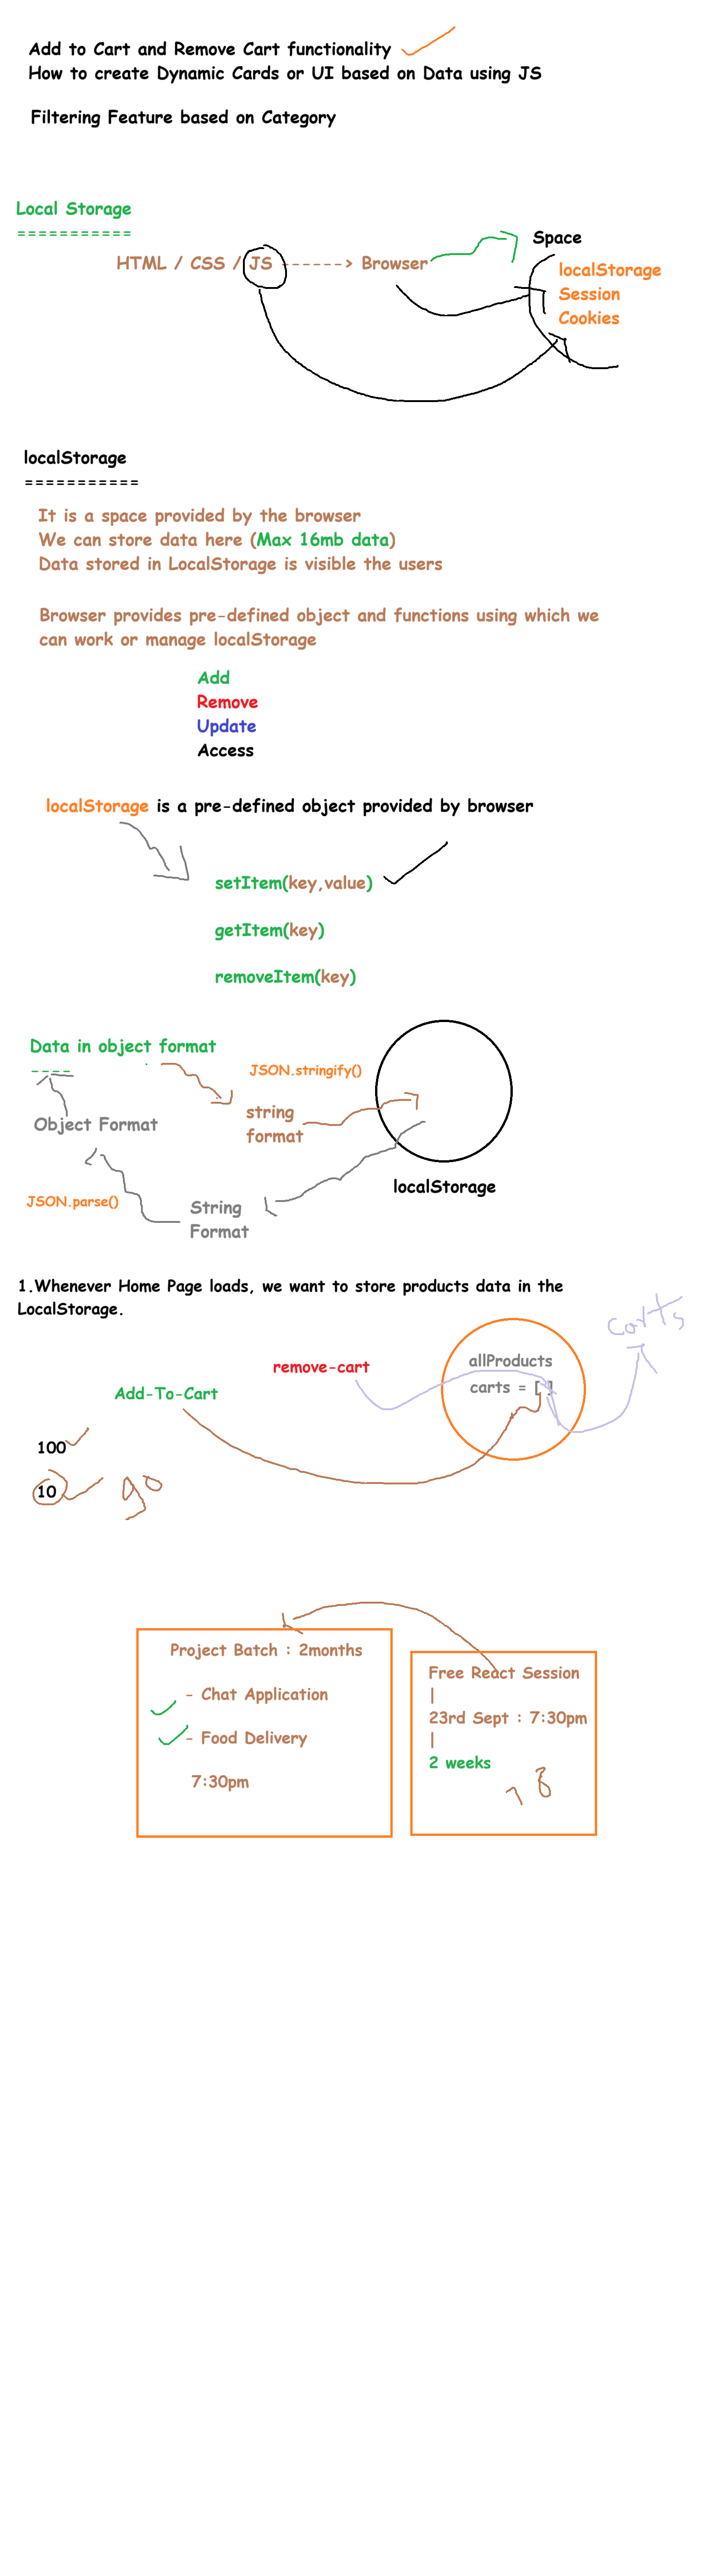 Add to Cart and Remove Cart functionality
How to create Dynamic Cards or UI based on Data using JS
Filtering Feature based on Category
Local Storage
===========
HTML / CSS / JS ------> Browser
Space
localStorage
Session
Cookies
localStorage
===========
It is a space provided by the browser
We can store data here (Max 16mb data)
Data stored in LocalStorage is visible the users
Browser provides pre-defined object and functions using which we
can work or manage localStorage
Add
Remove
Update
Access
localStorage is a pre-defined object provided by browser
setItem(key,value)
getItem(key)
removeItem(key)
Data in object format
----
JSON.stringify()
string
format
Object Format
localStorage
JSON.parse()
String
Format
1.Whenever Home Page loads, we want to store products data in the
LocalStorage.
carts
allProducts
carts = []
remove-cart
Add-To-Cart
100
10
90
Project Batch : 2months
- Chat Application
- Food Delivery
7:30pm
Free React Session
|
23rd Sept : 7:30pm
|
2 weeks